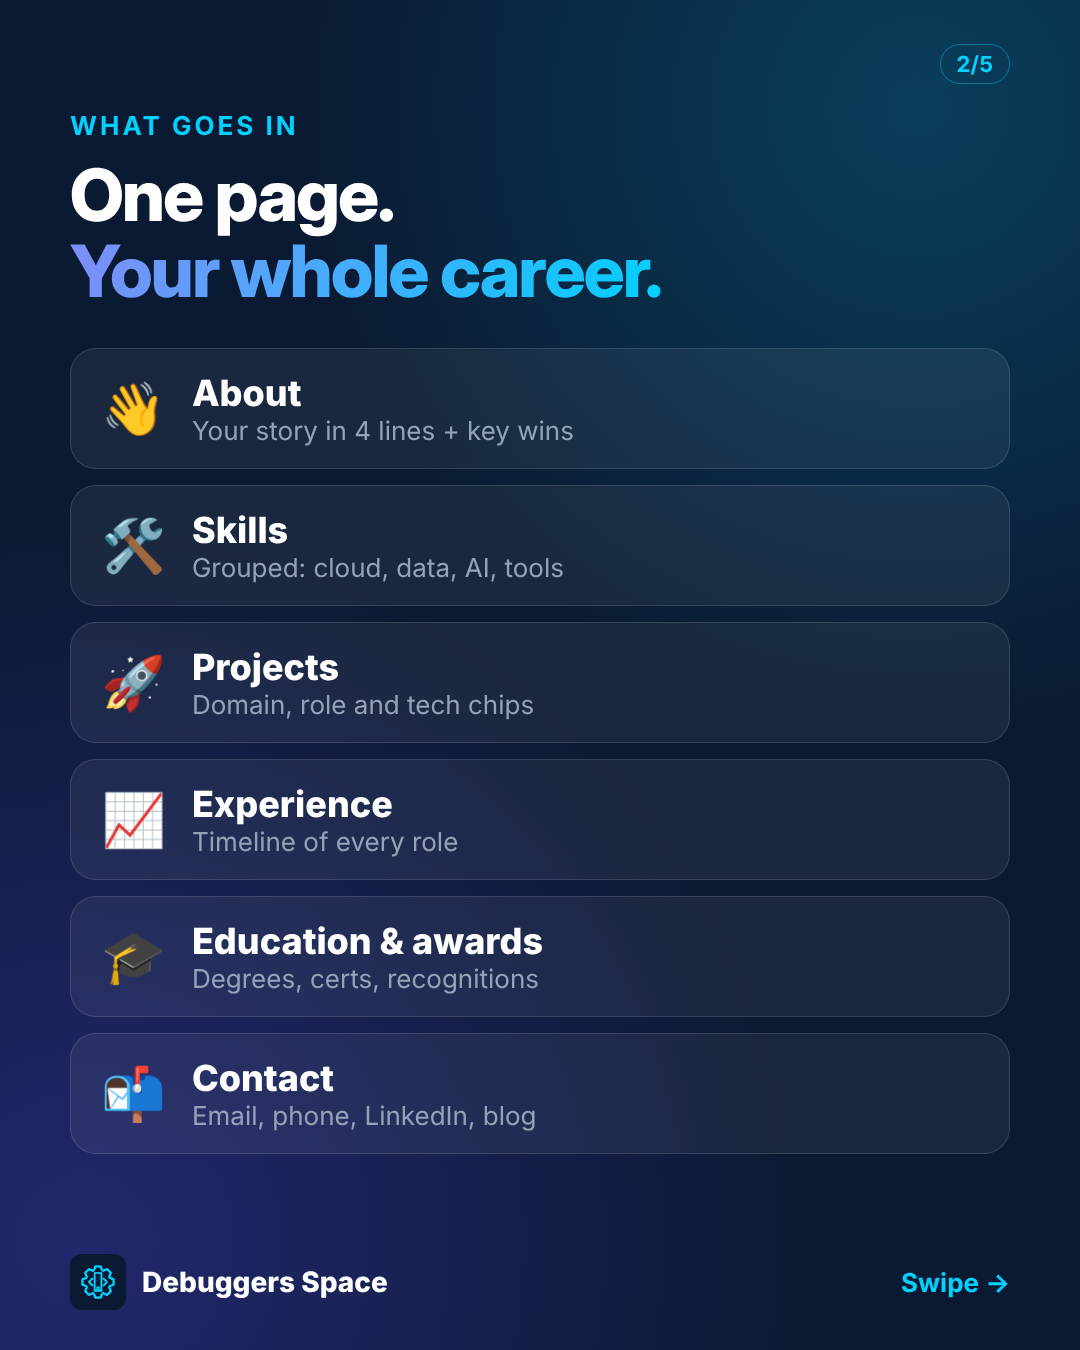 2/5
WHAT GOES IN
One page.
Your whole career.
About
Your story in 4 lines + key wins
Skills
Grouped: cloud, data, AI, tools
Projects
Domain, role and tech chips
Experience
Timeline of every role
Education & awards
Degrees, certs, recognitions
Contact
Email, phone, LinkedIn, blog
Debuggers Space
Swipe →